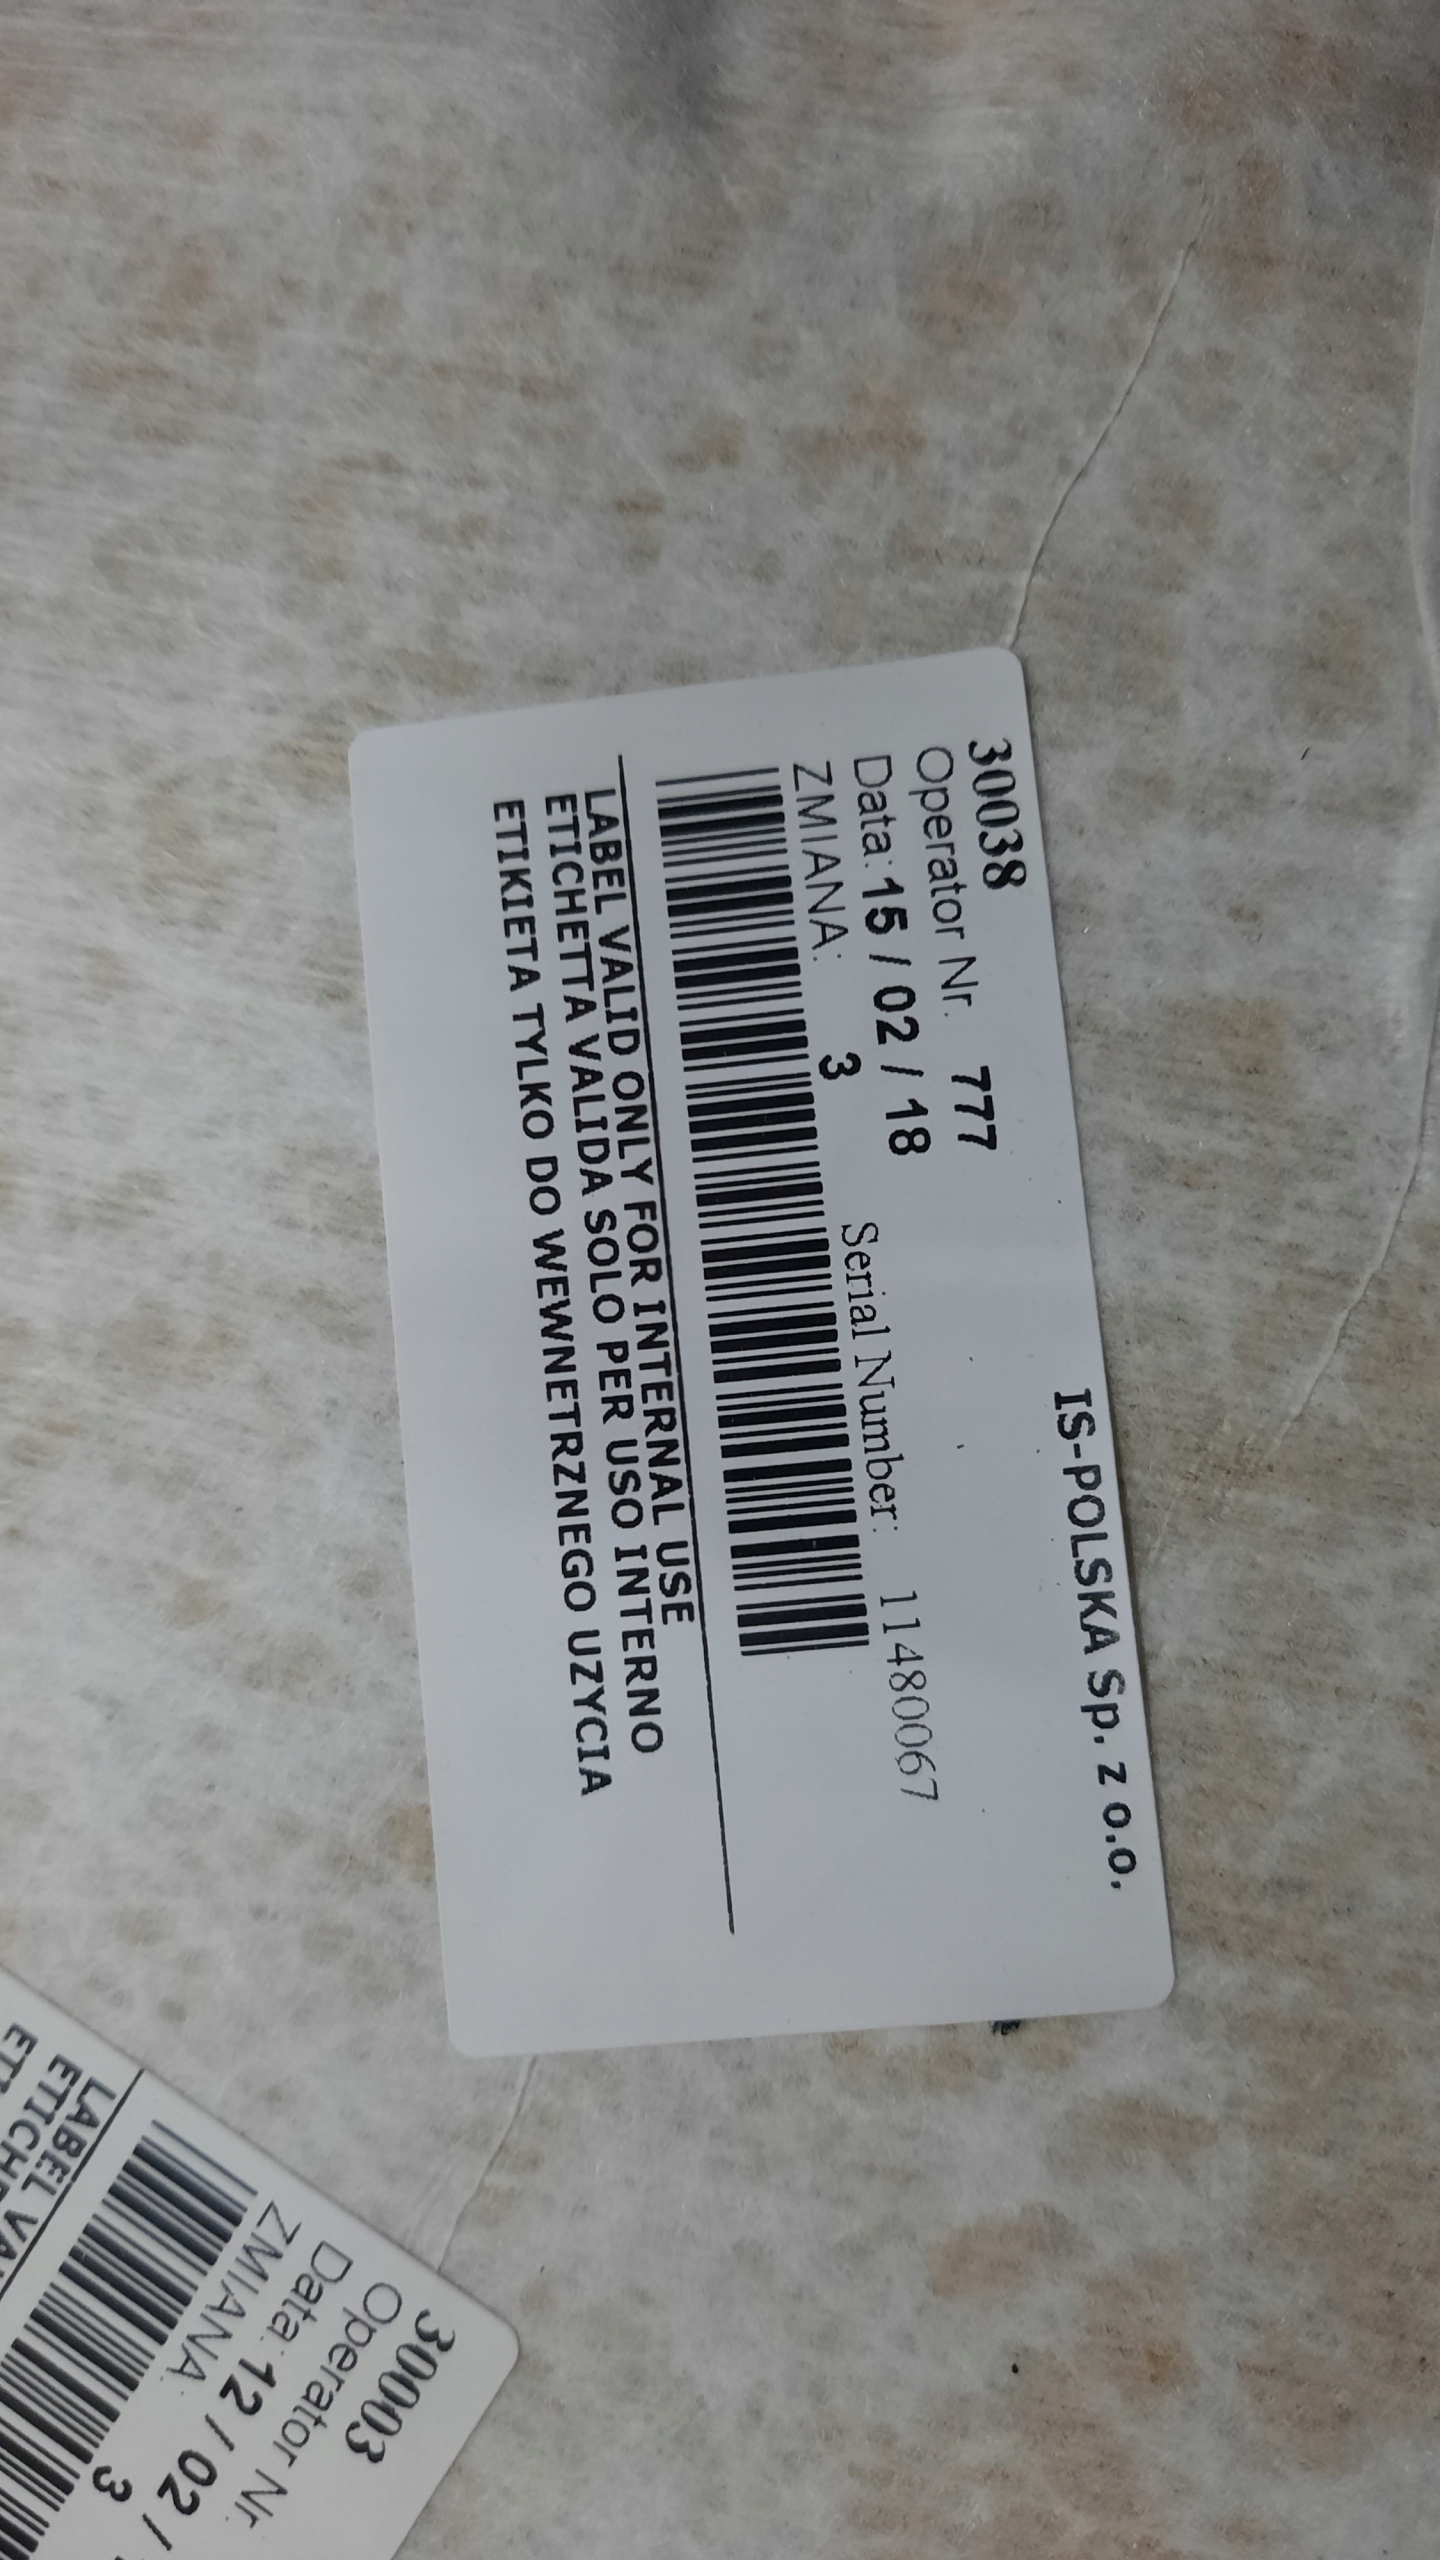 IS-POLSKA Sp. z o.o.
30038
Operator Nr. 777
Data: 15 / 02 / 18
ZMIANA: 3
Serial Number: 11480067
LABEL VALID ONLY FOR INTERNAL USE
ETICHETTA VALIDA SOLO PER USO INTERNO
ETIKIETA TYLKO DO WEWNETRZNEGO UZYCIA
30003
Operator Nr.
Data: 12 / 02 /
ZMIANA: 3
LABEL